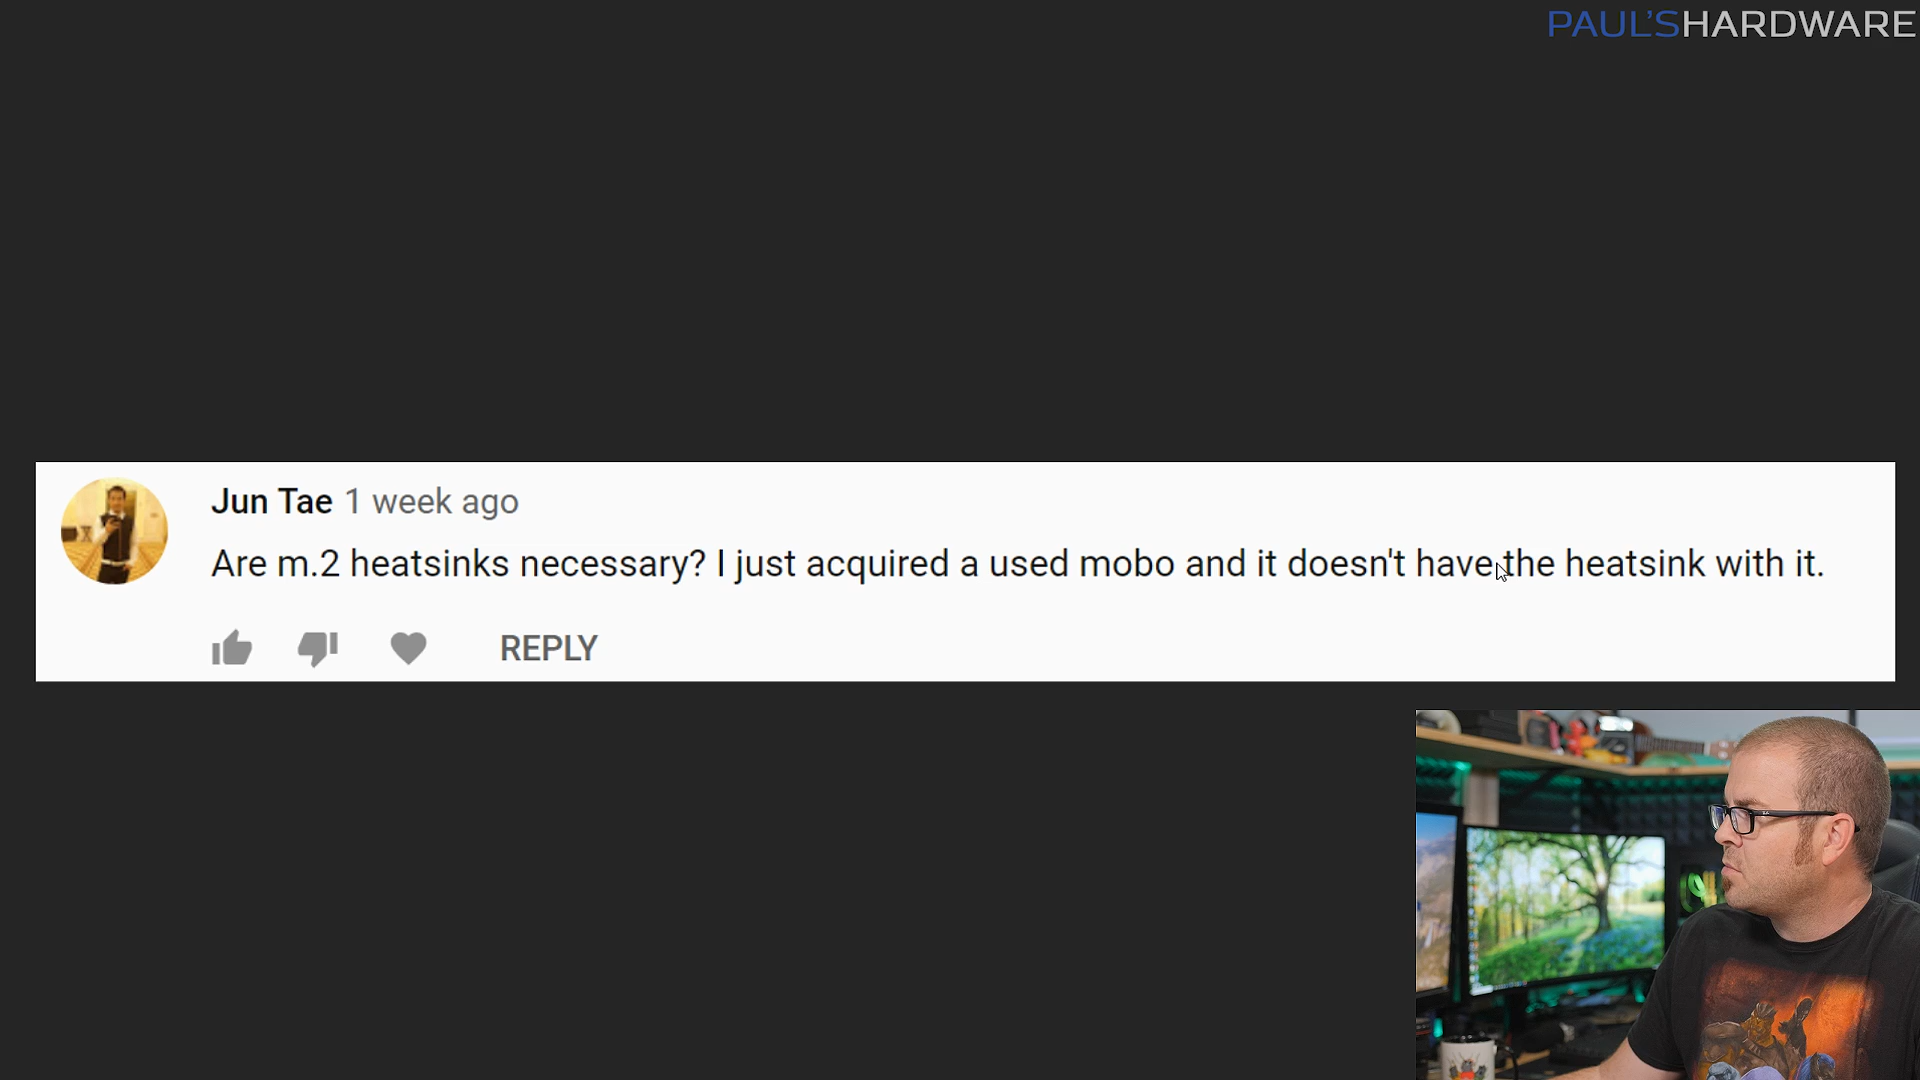 PAUL'SHARDWARE
Jun Tae 1 week ago
Are m.2 heatsinks necessary? I just acquired a used mobo and it doesn't have the heatsink with it.
REPLY